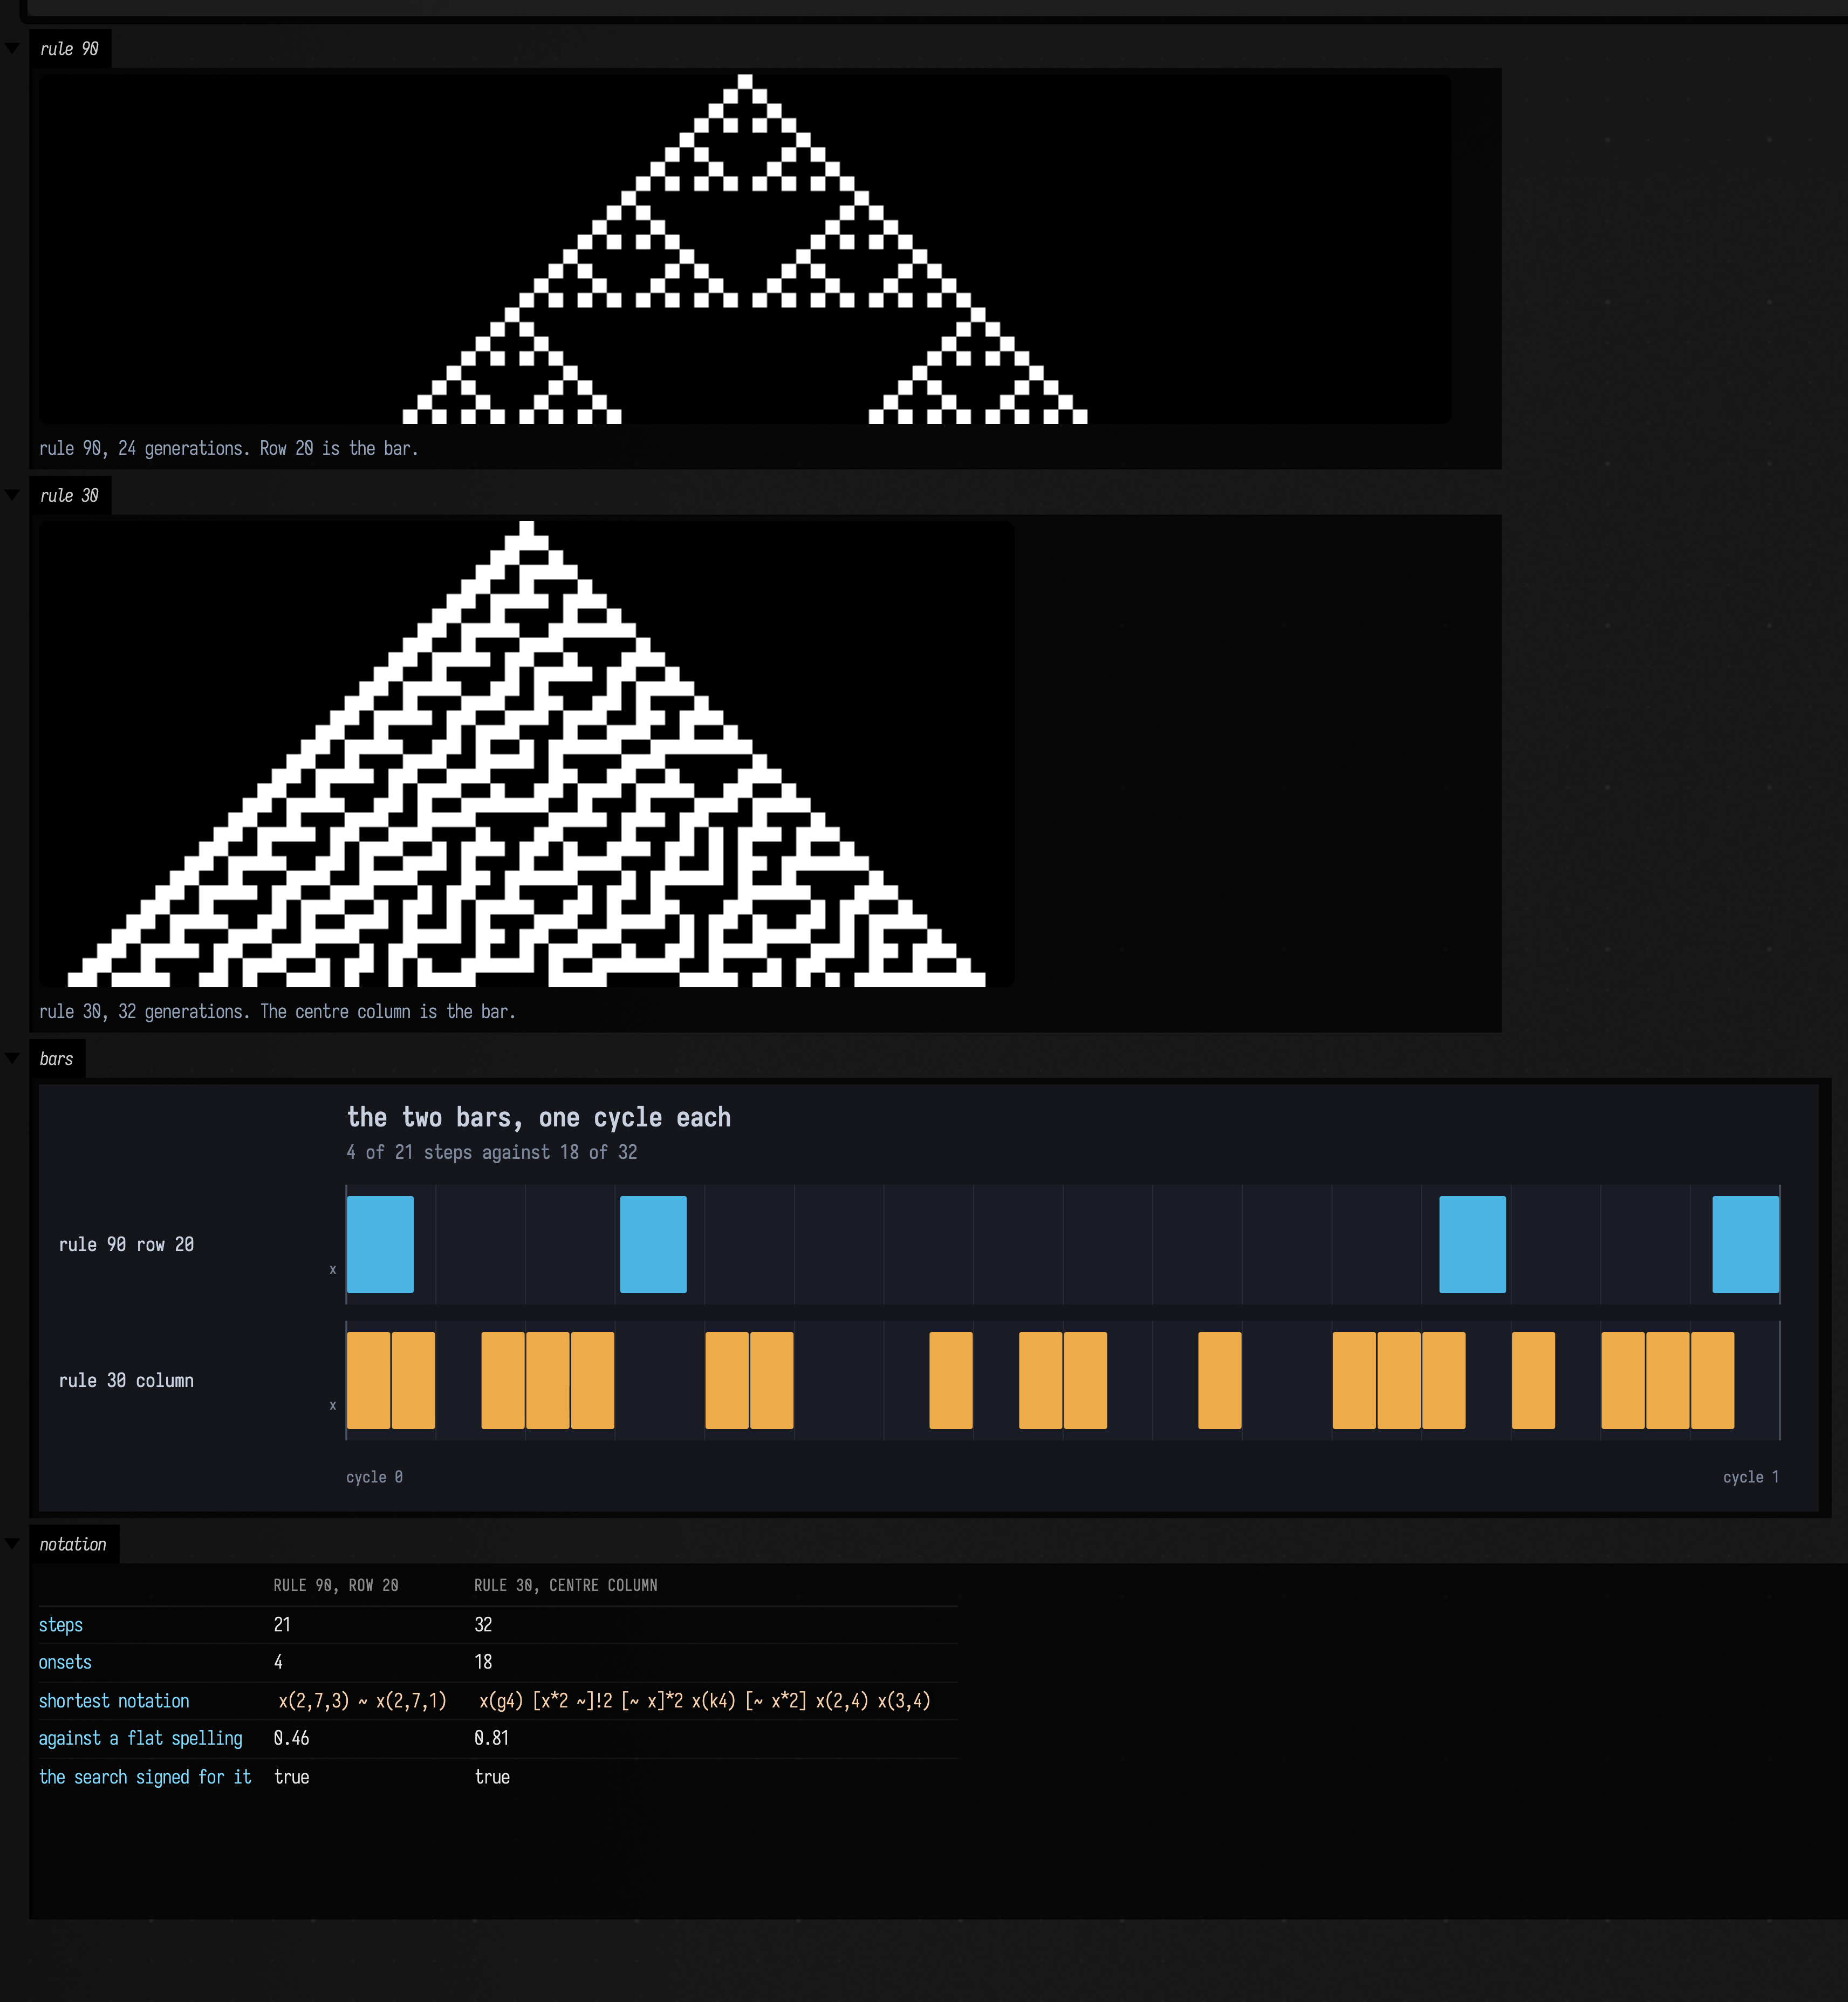 rule 90
rule 90, 24 generations. Row 20 is the bar.
rule 30
rule 30, 32 generations. The centre column is the bar.
bars
the two bars, one cycle each
4 of 21 steps against 18 of 32
rule 90 row 20
x
rule 30 column
x
cycle 0 cycle 1
notation
RULE 90, ROW 20 RULE 30, CENTRE COLUMN
steps 21 32
onsets 4 18
shortest notation x(2,7,3) ~ x(2,7,1) x(g4) [x*2 ~]!2 [~ x]*2 x(k4) [~ x*2] x(2,4) x(3,4)
against a flat spelling 0.46 0.81
the search signed for it true true